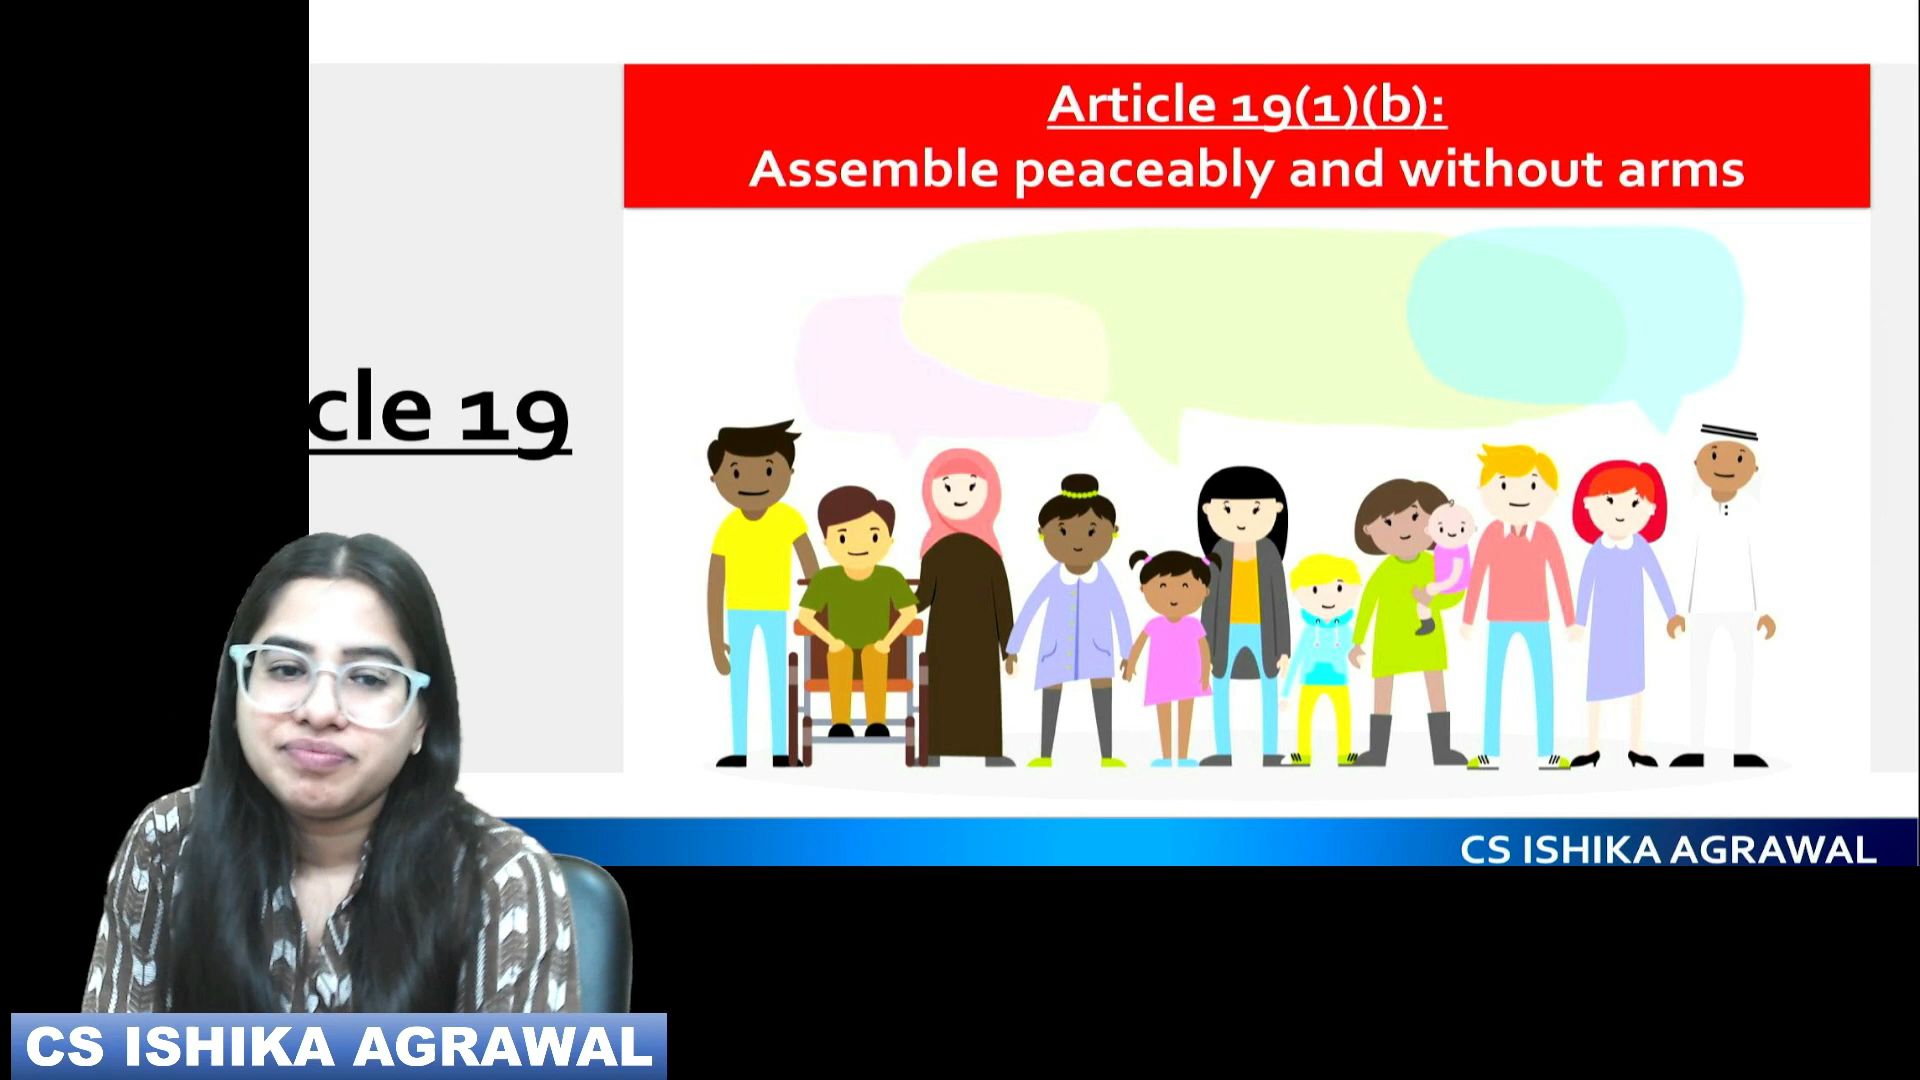 Article 19(1)(b):
Assemble peaceably and without arms
cle 19
CS ISHIKA AGRAWAL
CS ISHIKA AGRAWAL